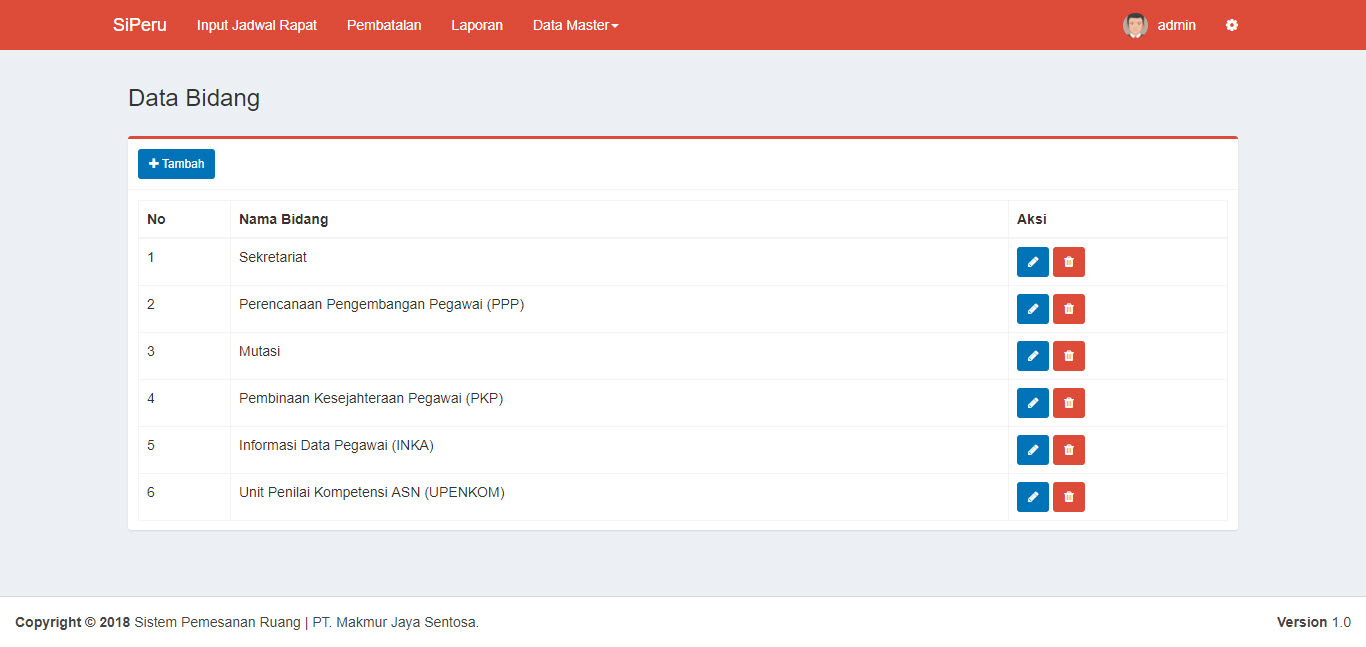 SiPeru Input Jadwal Rapat Pembatalan Laporan Data Master admin
Data Bidang
Tambah
No Nama Bidang Aksi
1 Sekretariat
2 Perencanaan Pengembangan Pegawai (PPP)
3 Mutasi
4 Pembinaan Kesejahteraan Pegawai (PKP)
5 Informasi Data Pegawai (INKA)
6 Unit Penilai Kompetensi ASN (UPENKOM)
Copyright © 2018 Sistem Pemesanan Ruang | PT. Makmur Jaya Sentosa. Version 1.0